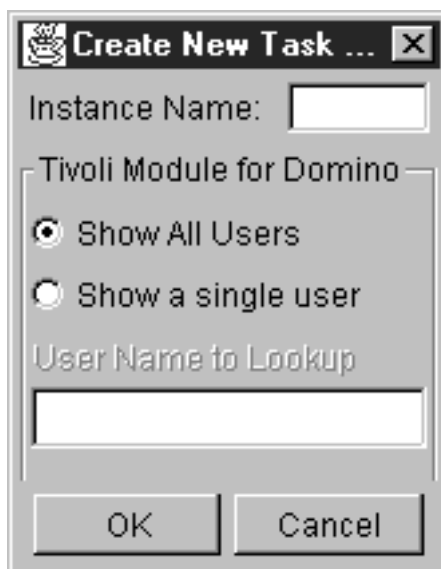 Create New Task ...
Instance Name:
Tivoli Module for Domino
Show All Users
Show a single user
User Name to Lookup
OK Cancel